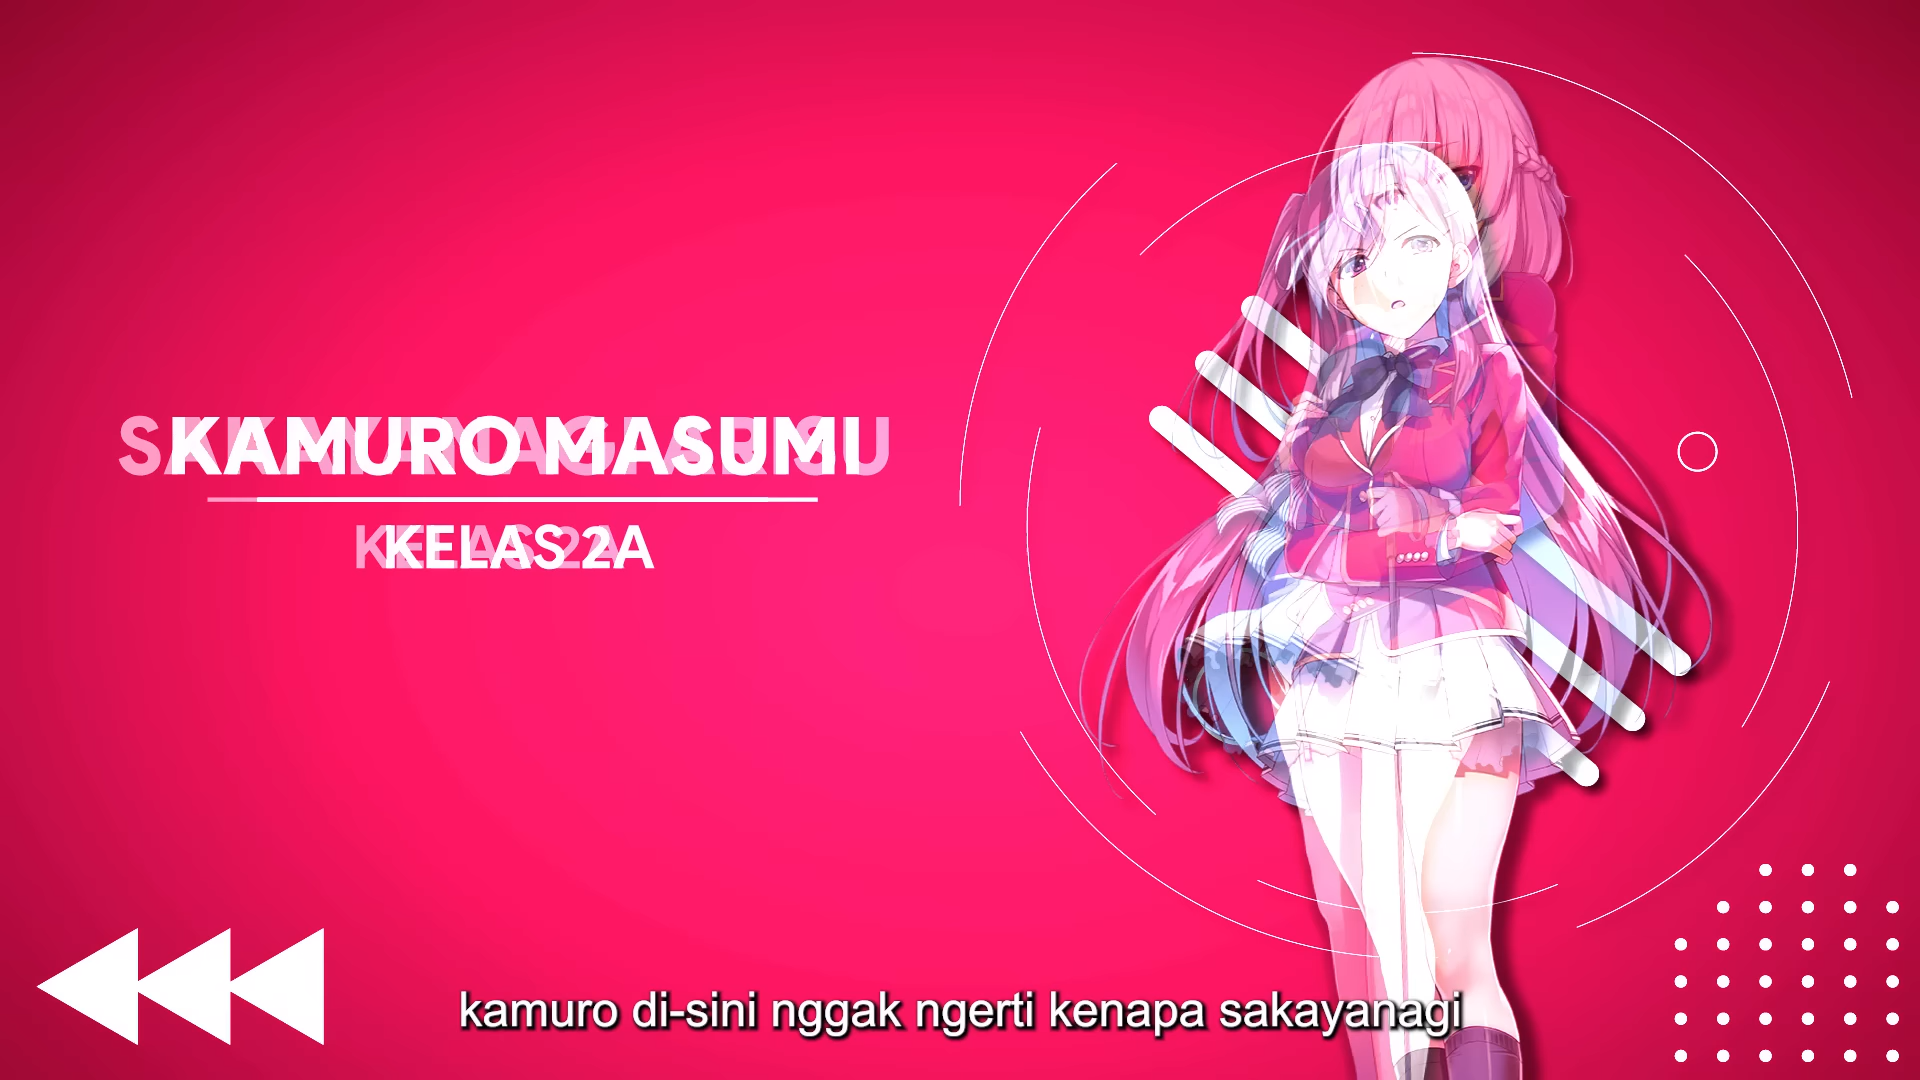 KAMURO MASUMI
KELAS 2A
kamuro di-sini nggak ngerti kenapa sakayanagi